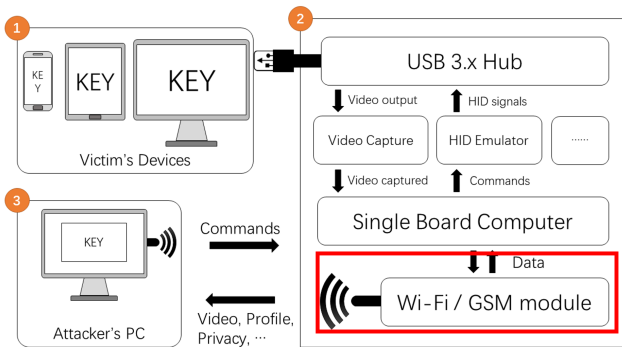 1
KE
Y
KEY
KEY
Victim's Devices
2
USB 3.x Hub
Video output
HID signals
Video Capture
HID Emulator
......
Video captured
Commands
Single Board Computer
Data
Wi-Fi / GSM module
3
KEY
Attacker's PC
Commands
Video, Profile,
Privacy, ...